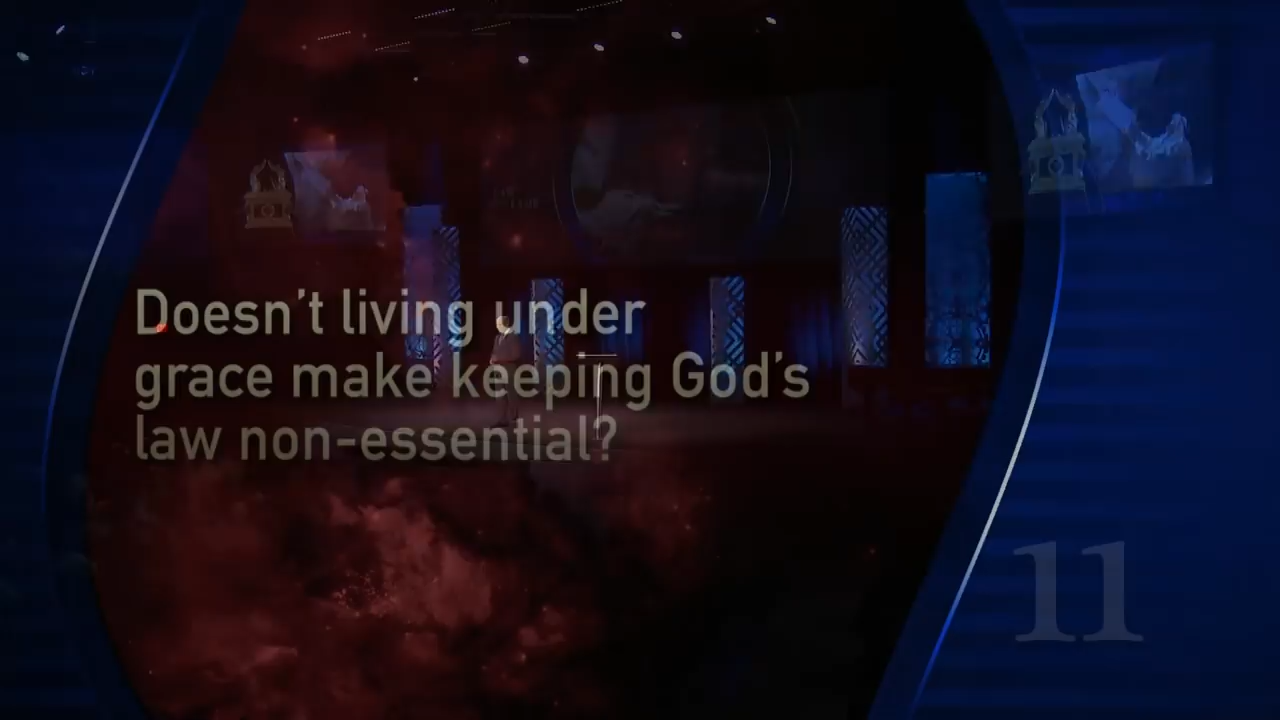 Doesn't living under
grace make keeping God's
law non-essential?
11